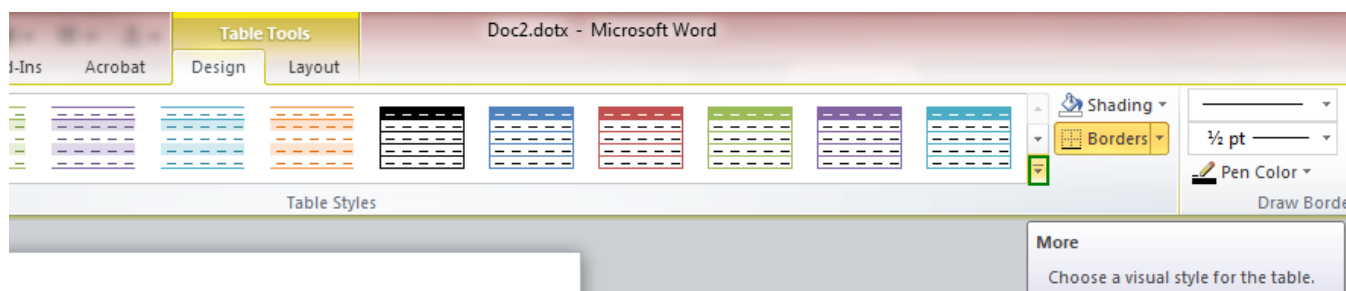 Table Tools
Doc2.dotx - Microsoft Word
d-Ins Acrobat Design Layout
Shading
Borders
½ pt
Pen Color
Table Styles
Draw Borde
More
Choose a visual style for the table.